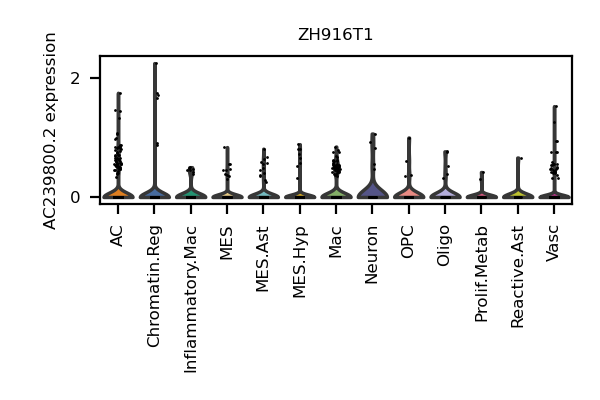 ZH916T1
AC239800.2 expression
2
0
AC
Chromatin.Reg
Inflammatory.Mac
MES
MES.Ast
MES.Hyp
Mac
Neuron
OPC
Oligo
Prolif.Metab
Reactive.Ast
Vasc